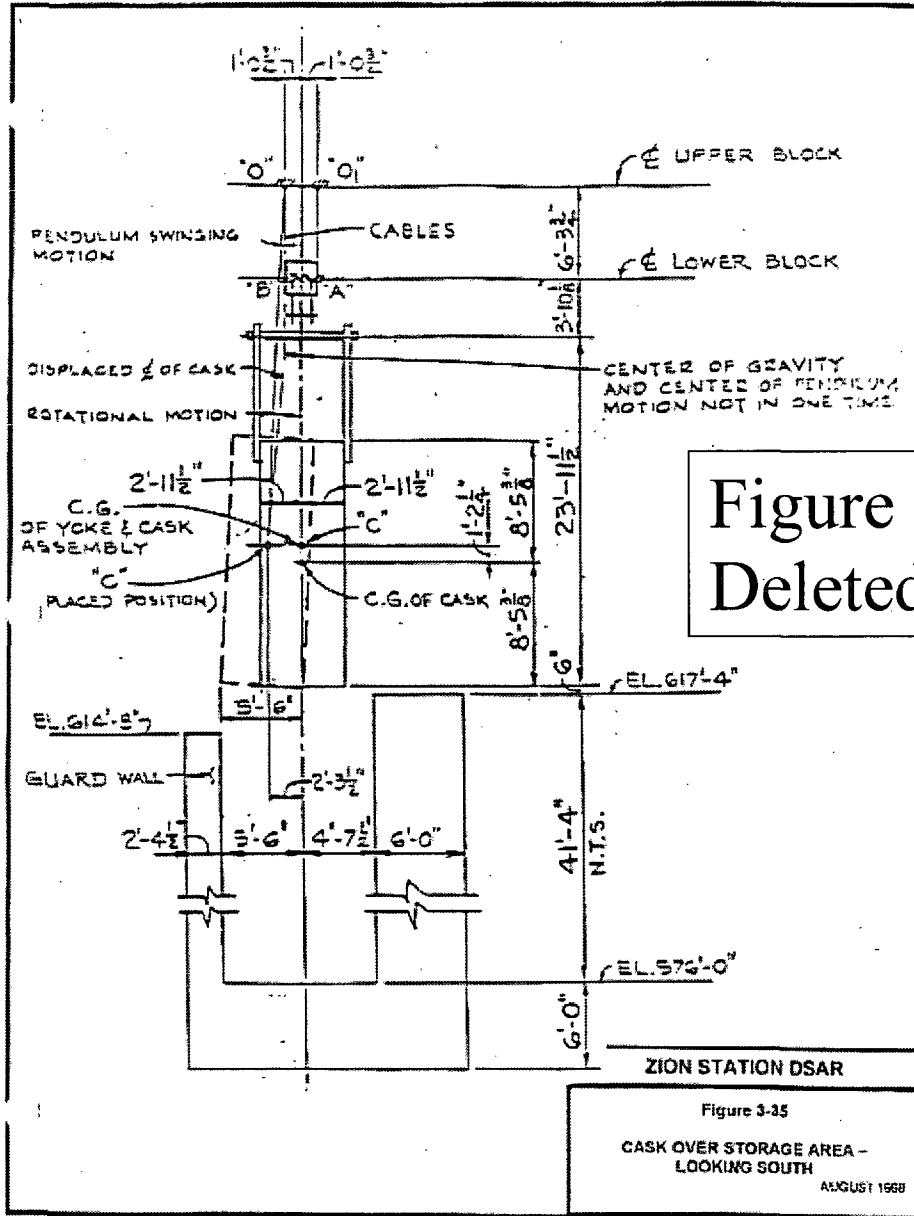 1'-0 3/4" 1'-0 3/4"
"O" "O1"
℄ UPPER BLOCK
PENDULUM SWINGING
MOTION
CABLES
6'-3 3/4"
℄ LOWER BLOCK
"B" "A"
3'-10 1/8"
DISPLACED ℄ OF CASK
CENTER OF GRAVITY
AND CENTER OF PENDULUM
MOTION NOT IN ONE TIME
ROTATIONAL MOTION
2'-11 1/2" 2'-11 1/2"
1'-2 1/4"
8'-5 3/8"
23'-11 1/2"
Figure
Deleted
C.G.
OF YOKE & CASK
ASSEMBLY
"C"
"C"
PLACED POSITION)
C.G. OF CASK
8'-5
6"
EL. 617'-4"
5'-6"
EL. 614'-8"
GUARD WALL
2'-3 1/2"
2'-4 1/2" 5'-6" 4'-7 1/2" 6'-0"
41'-4"
N.T.S.
EL. 576'-0"
6'-0"
ZION STATION DSAR
Figure 3-35
CASK OVER STORAGE AREA –
LOOKING SOUTH
AUGUST